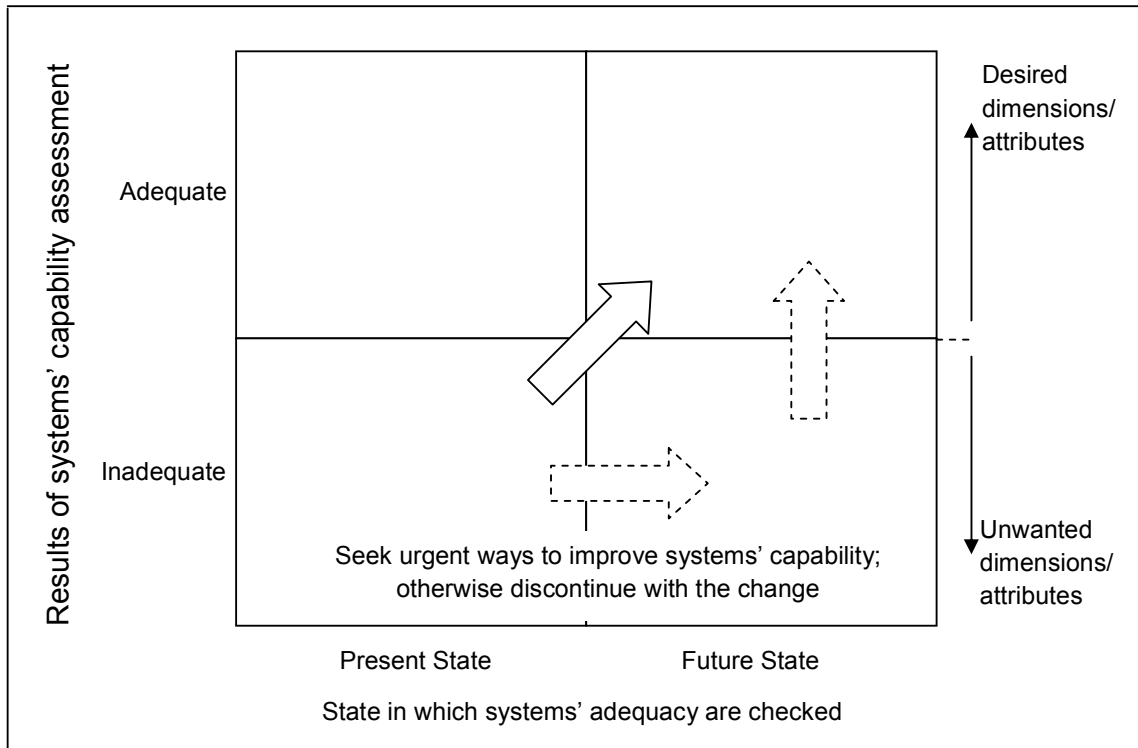 Results of systems' capability assessment
Adequate
Inadequate
Desired
dimensions/
attributes
Unwanted
dimensions/
attributes
Seek urgent ways to improve systems' capability;
otherwise discontinue with the change
Present State
Future State
State in which systems' adequacy are checked